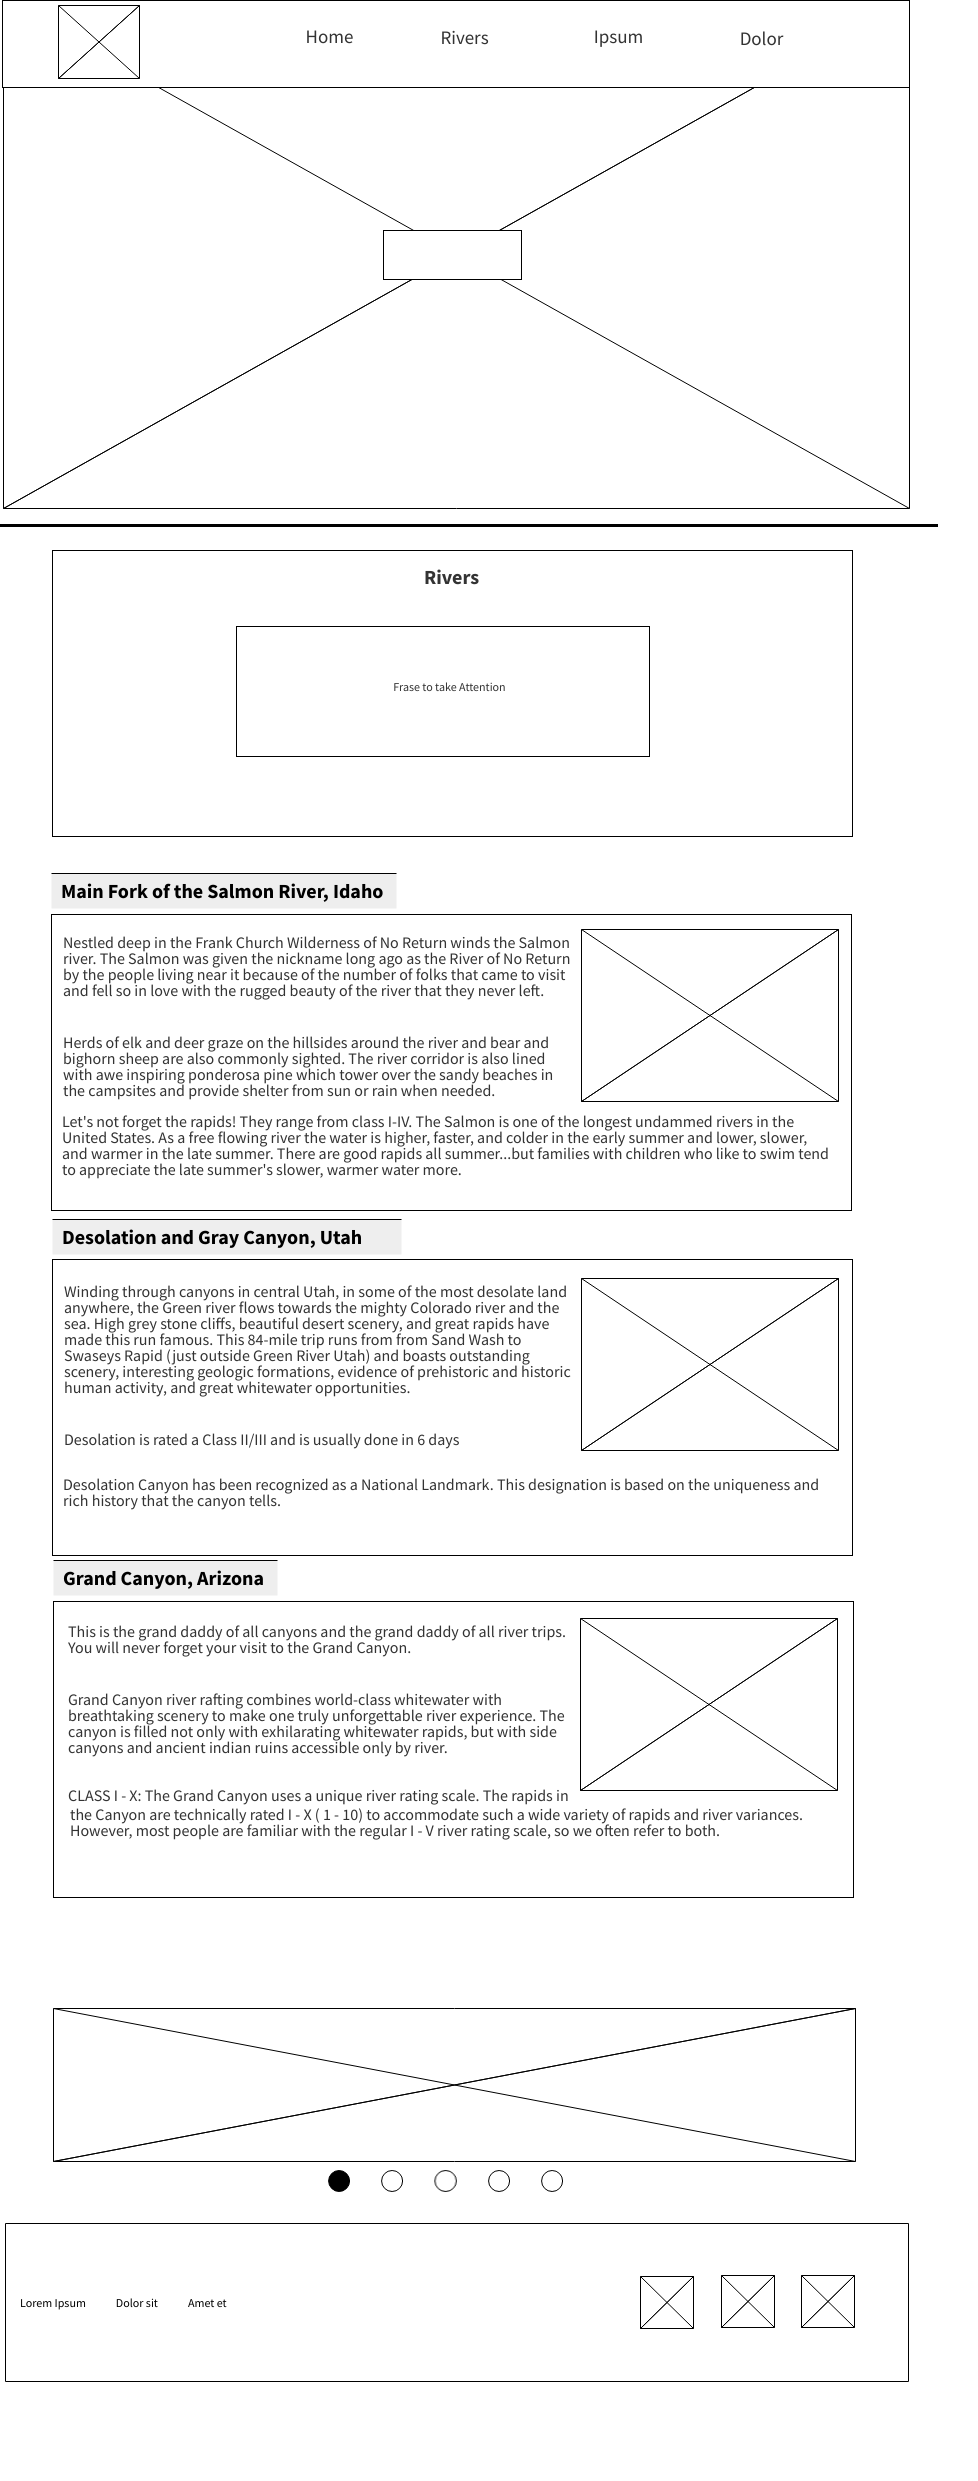 Home Rivers Ipsum Dolor
Rivers
Frase to take Attention
Main Fork of the Salmon River, Idaho
Nestled deep in the Frank Church Wilderness of No Return winds the Salmon
river. The Salmon was given the nickname long ago as the River of No Return
by the people living near it because of the number of folks that came to visit
and fell so in love with the rugged beauty of the river that they never left.
Herds of elk and deer graze on the hillsides around the river and bear and
bighorn sheep are also commonly sighted. The river corridor is also lined
with awe inspiring ponderosa pine which tower over the sandy beaches in
the campsites and provide shelter from sun or rain when needed.
Let's not forget the rapids! They range from class I-IV. The Salmon is one of the longest undammed rivers in the
United States. As a free flowing river the water is higher, faster, and colder in the early summer and lower, slower,
and warmer in the late summer. There are good rapids all summer...but families with children who like to swim tend
to appreciate the late summer's slower, warmer water more.
Desolation and Gray Canyon, Utah
Winding through canyons in central Utah, in some of the most desolate land
anywhere, the Green river flows towards the mighty Colorado river and the
sea. High grey stone cliffs, beautiful desert scenery, and great rapids have
made this run famous. This 84-mile trip runs from from Sand Wash to
Swaseys Rapid (just outside Green River Utah) and boasts outstanding
scenery, interesting geologic formations, evidence of prehistoric and historic
human activity, and great whitewater opportunities.
Desolation is rated a Class II/III and is usually done in 6 days
Desolation Canyon has been recognized as a National Landmark. This designation is based on the uniqueness and
rich history that the canyon tells.
Grand Canyon, Arizona
This is the grand daddy of all canyons and the grand daddy of all river trips.
You will never forget your visit to the Grand Canyon.
Grand Canyon river rafting combines world-class whitewater with
breathtaking scenery to make one truly unforgettable river experience. The
canyon is filled not only with exhilarating whitewater rapids, but with side
canyons and ancient indian ruins accessible only by river.
CLASS I - X: The Grand Canyon uses a unique river rating scale. The rapids in
the Canyon are technically rated I - X ( 1 - 10) to accommodate such a wide variety of rapids and river variances.
However, most people are familiar with the regular I - V river rating scale, so we often refer to both.
Lorem Ipsum Dolor sit Amet et